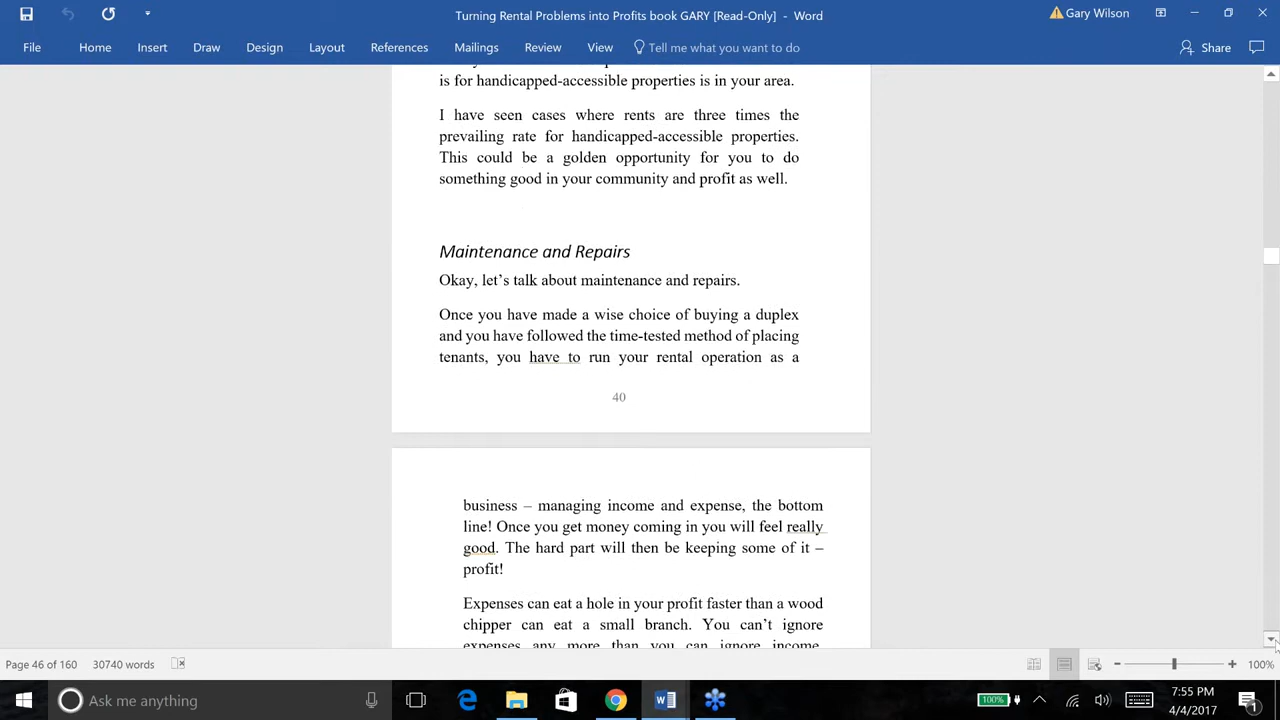 Turning Rental Problems into Profits book GARY [Read-Only] - Word
Gary Wilson
File Home Insert Draw Design Layout References Mailings Review View Tell me what you want to do Share
is for handicapped-accessible properties is in your area.
I have seen cases where rents are three times the
prevailing rate for handicapped-accessible properties.
This could be a golden opportunity for you to do
something good in your community and profit as well.
Maintenance and Repairs
Okay, let's talk about maintenance and repairs.
Once you have made a wise choice of buying a duplex
and you have followed the time-tested method of placing
tenants, you have to run your rental operation as a
40
business – managing income and expense, the bottom
line! Once you get money coming in you will feel really
good. The hard part will then be keeping some of it –
profit!
Expenses can eat a hole in your profit faster than a wood
chipper can eat a small branch. You can't ignore
expenses any more than you can ignore income.
Page 46 of 160 30740 words 100%
Ask me anything 100% 7:55 PM
4/4/2017 1